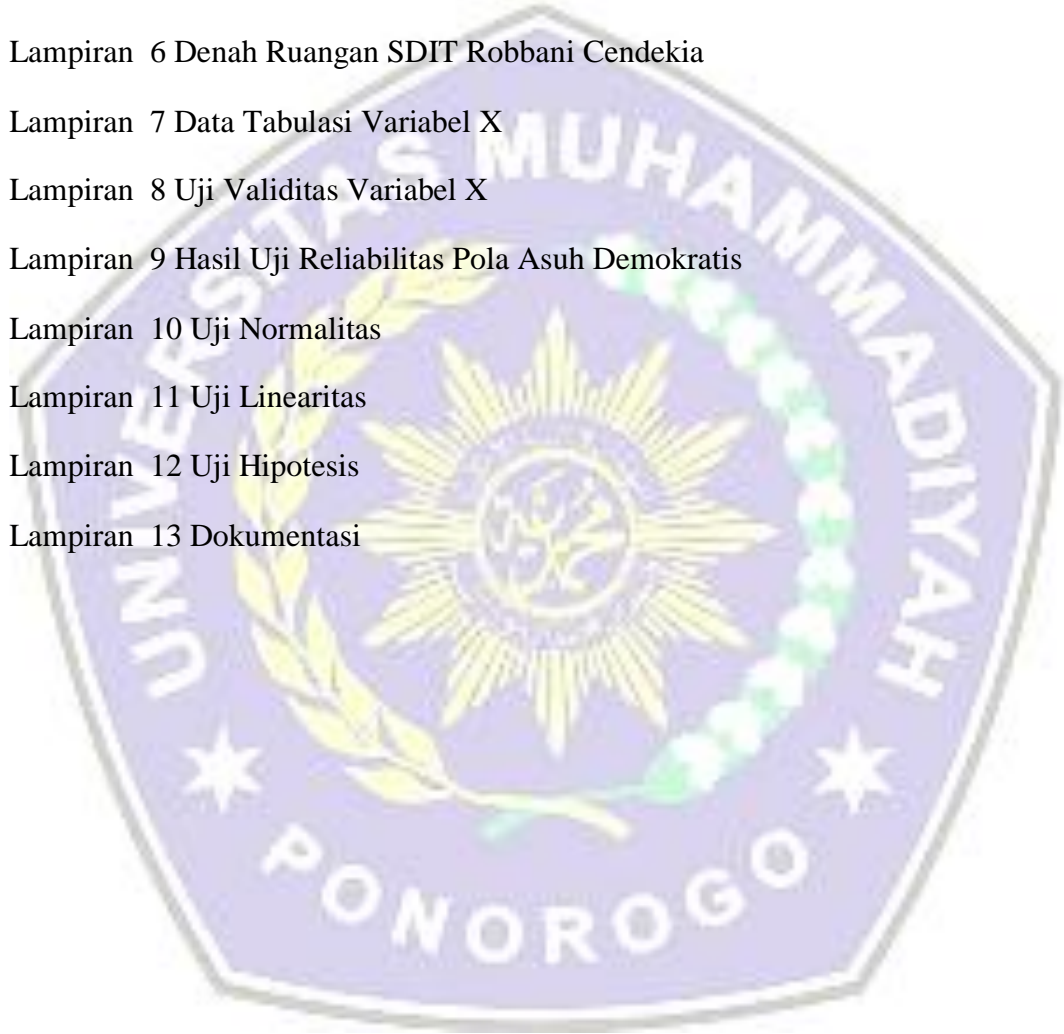 Lampiran  6 Denah Ruangan SDIT Robbani Cendekia
Lampiran  7 Data Tabulasi Variabel X
Lampiran  8 Uji Validitas Variabel X
Lampiran  9 Hasil Uji Reliabilitas Pola Asuh Demokratis
Lampiran  10 Uji Normalitas
Lampiran  11 Uji Linearitas
Lampiran  12 Uji Hipotesis
Lampiran  13 Dokumentasi
UNIVERSITAS MUHAMMADIYAH
PONOROGO